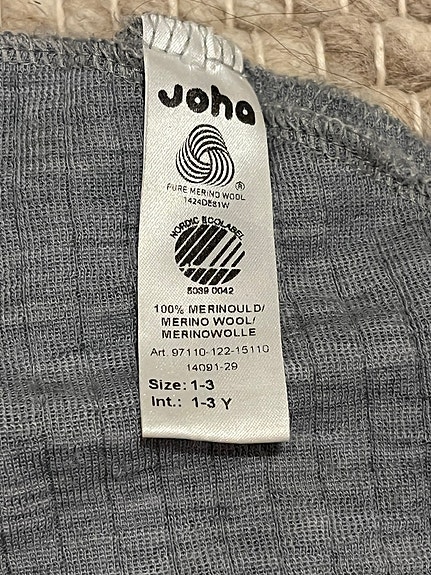 Joha
®
PURE MERINO WOOL
1424DE81W
NORDIC ECOLABEL
5039 0042
100% MERINOULD/
MERINO WOOL/
MERINOWOLLE
Art. 97110-122-15110
14091-29
Size: 1-3
Int.: 1-3 Y